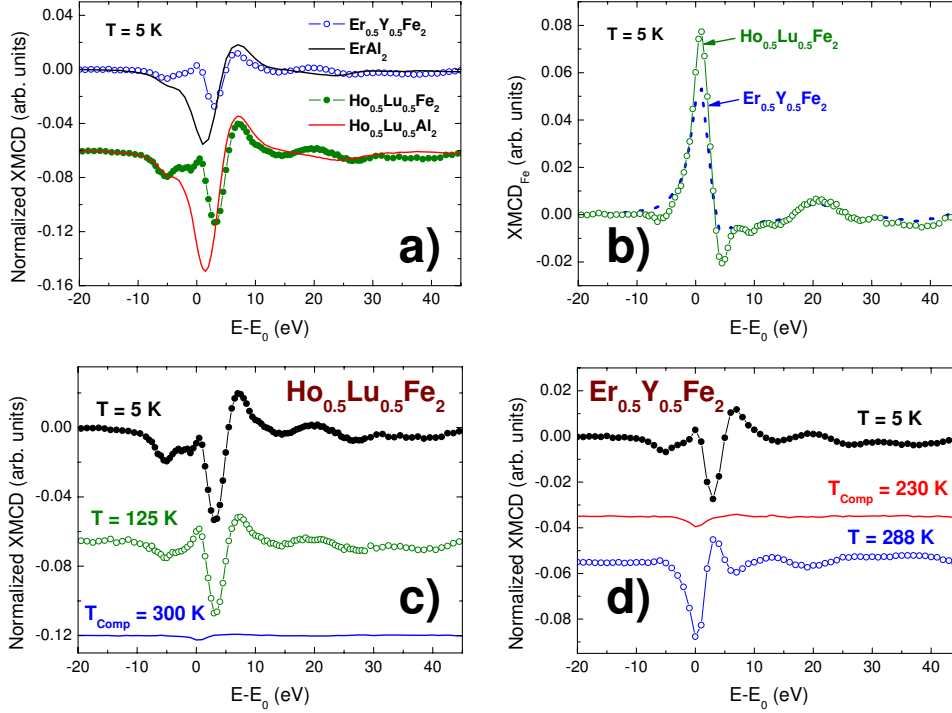 T = 5 K
Er0.5Y0.5Fe2
ErAl2
Ho0.5Lu0.5Fe2
Ho0.5Lu0.5Al2
a)
0.04
0.00
-0.04
-0.08
-0.12
-0.16
Normalized XMCD (arb. units)
-20 -10 0 10 20 30 40
E-E0 (eV)
T = 5 K
Ho0.5Lu0.5Fe2
Er0.5Y0.5Fe2
b)
0.08
0.06
0.04
0.02
0.00
-0.02
XMCDFe (arb. units)
-20 -10 0 10 20 30 40
E-E0 (eV)
Ho0.5Lu0.5Fe2
T = 5 K
T = 125 K
TComp = 300 K
c)
0.00
-0.04
-0.08
-0.12
Normalized XMCD (arb. units)
-20 -10 0 10 20 30 40
E-E0 (eV)
Er0.5Y0.5Fe2
T = 5 K
TComp = 230 K
T = 288 K
d)
0.02
0.00
-0.02
-0.04
-0.06
-0.08
Normalized XMCD (arb. units)
-20 -10 0 10 20 30 40
E-E0 (eV)